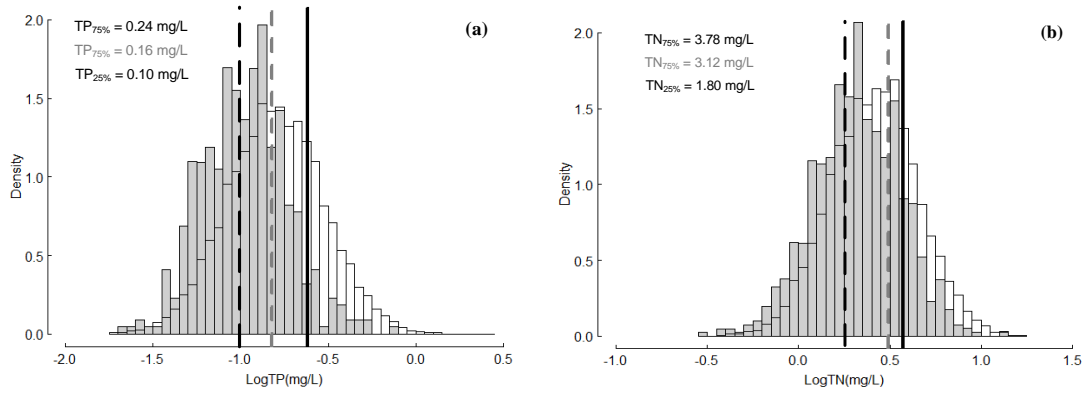 (a)
TP75% = 0.24 mg/L
TP75% = 0.16 mg/L
TP25% = 0.10 mg/L
Density
2.0
1.5
1.0
0.5
0.0
-2.0 -1.5 -1.0 -0.5 0.0 0.5
LogTP(mg/L)
(b)
TN75% = 3.78 mg/L
TN75% = 3.12 mg/L
TN25% = 1.80 mg/L
Density
2.0
1.5
1.0
0.5
0.0
-1.0 -0.5 0.0 0.5 1.0 1.5
LogTN(mg/L)